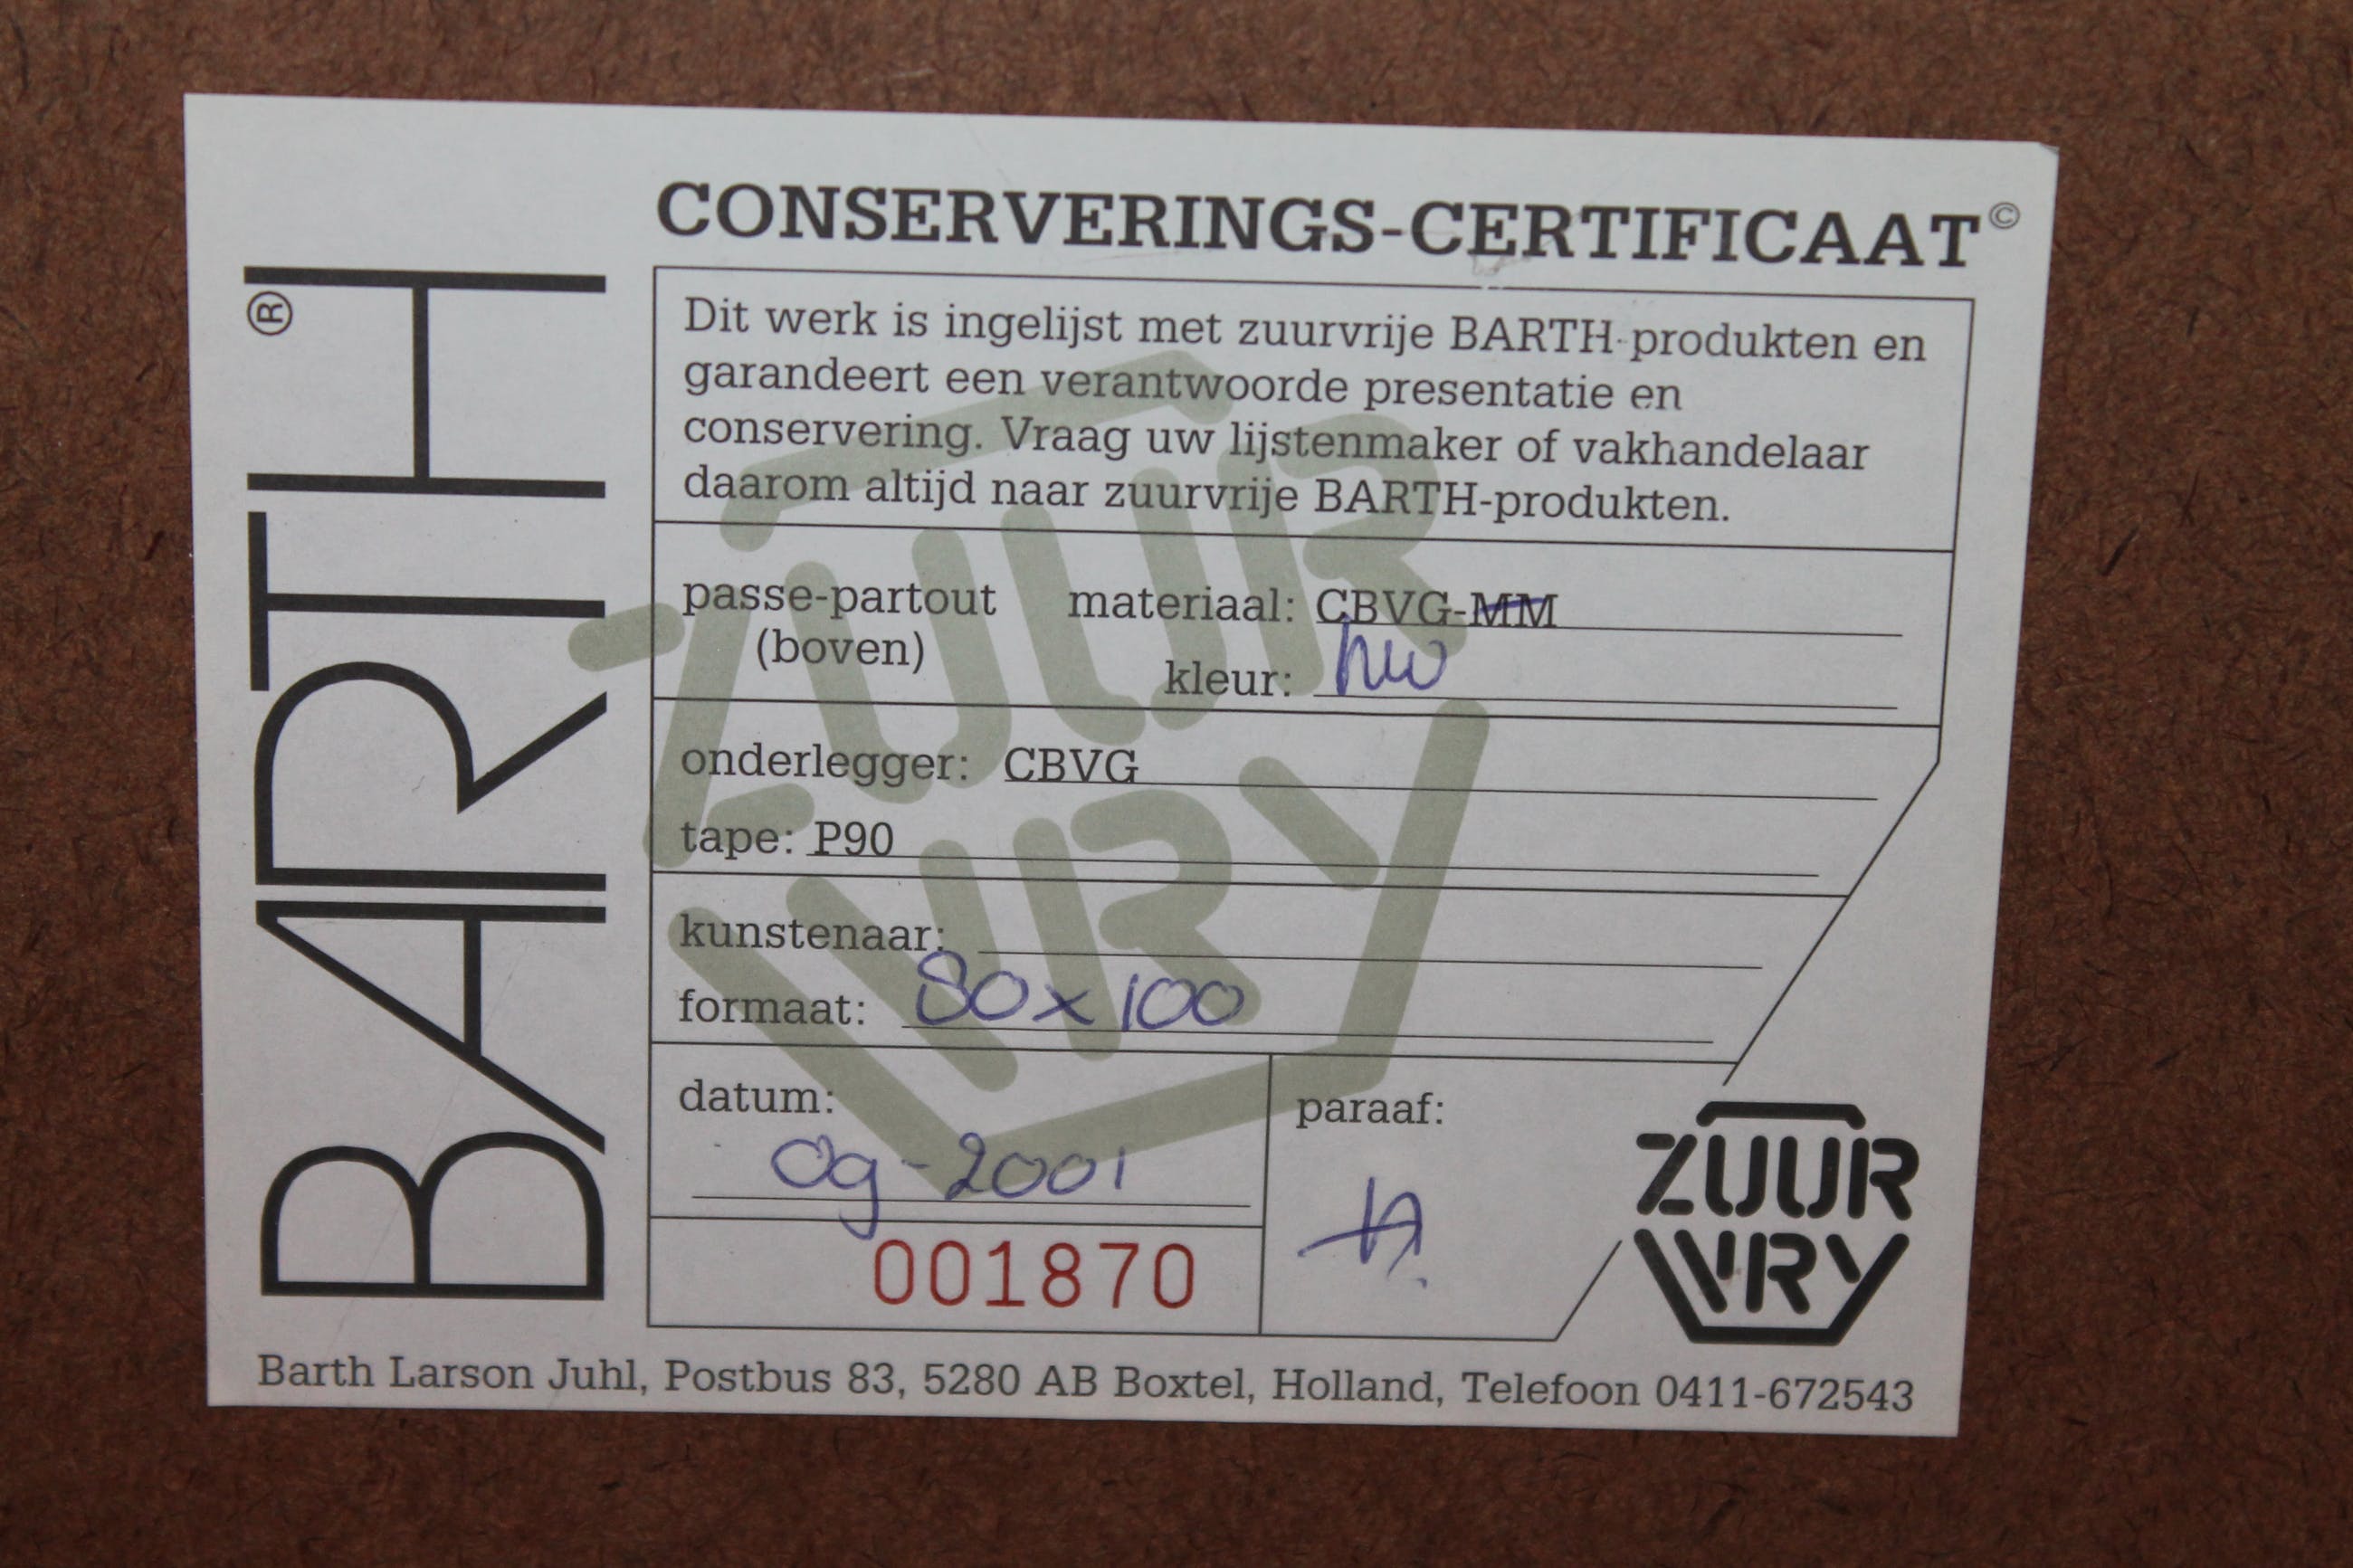 BARTH®
CONSERVERINGS-CERTIFICAAT©
Dit werk is ingelijst met zuurvrije BARTH-produkten en
garandeert een verantwoorde presentatie en
conservering. Vraag uw lijstenmaker of vakhandelaar
daarom altijd naar zuurvrije BARTH-produkten.
passe-partout materiaal: CBVG-MM
(boven) kleur:
onderlegger: CBVG
tape: P90
kunstenaar:
formaat: 80x100
datum: paraaf:
09-2001
001870
ZUUR
VRY
ZUUR
VRY
Barth Larson Juhl, Postbus 83, 5280 AB Boxtel, Holland, Telefoon 0411-672543